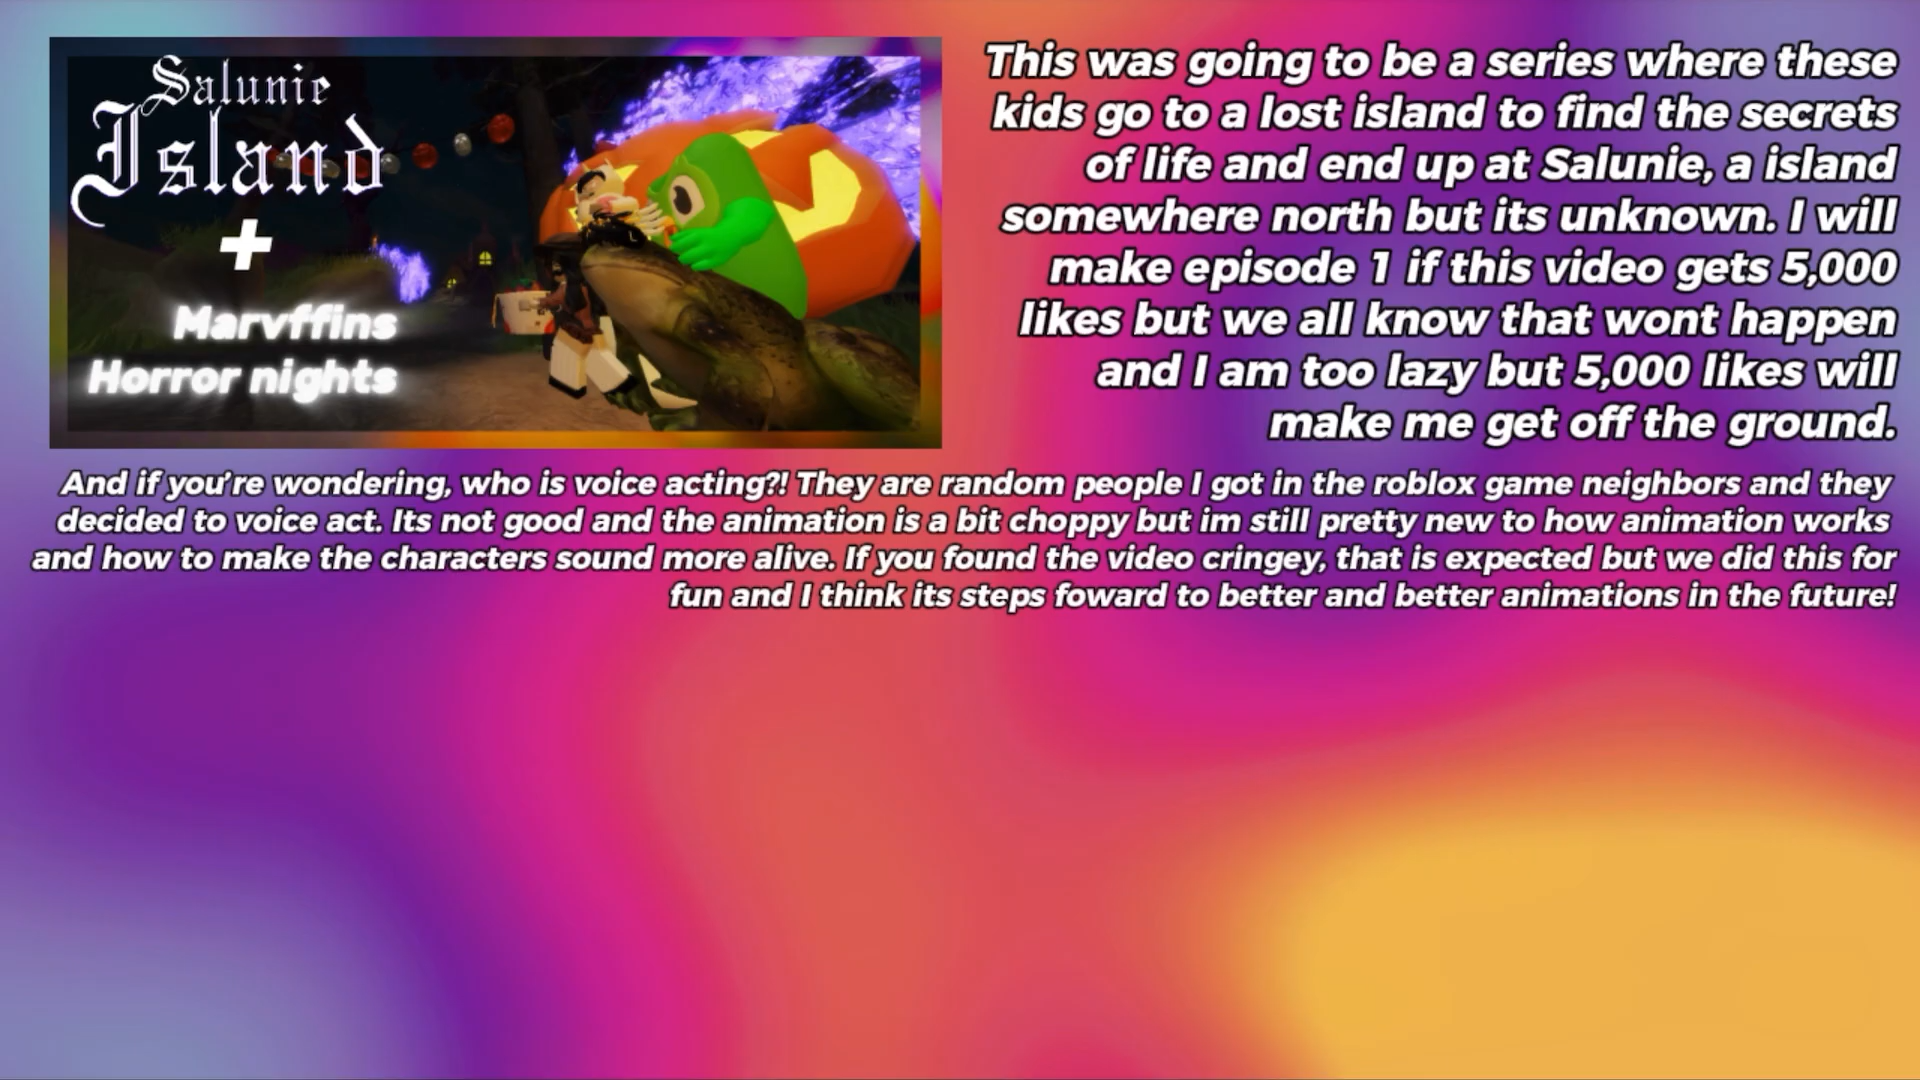 Salunie
Island
+
Marvffins
Horror nights
This was going to be a series where these
kids go to a lost island to find the secrets
of life and end up at Salunie, a island
somewhere north but its unknown. I will
make episode 1 if this video gets 5,000
likes but we all know that wont happen
and I am too lazy but 5,000 likes will
make me get off the ground.
And if you're wondering, who is voice acting?! They are random people I got in the roblox game neighbors and they
decided to voice act. Its not good and the animation is a bit choppy but im still pretty new to how animation works
and how to make the characters sound more alive. If you found the video cringey, that is expected but we did this for
fun and I think its steps foward to better and better animations in the future!